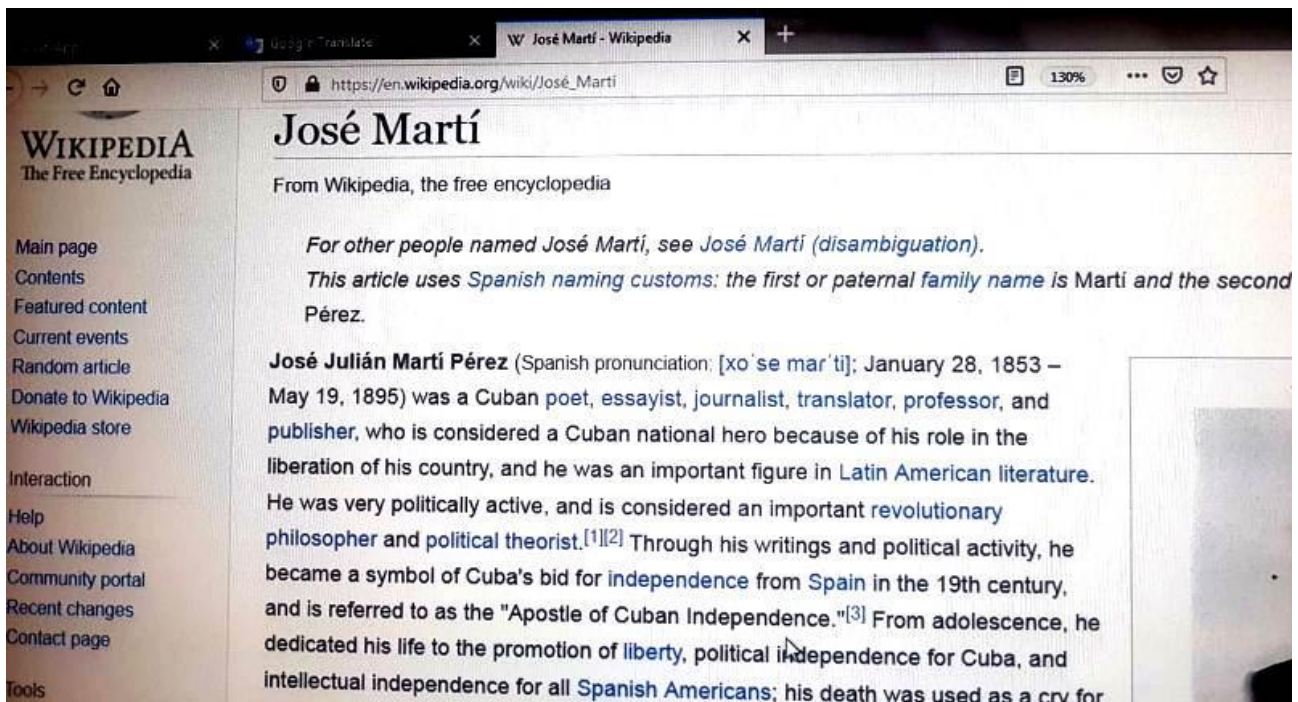 Google Translate
José Martí - Wikipedia
https://en.wikipedia.org/wiki/José_Martí
130%
WIKIPEDIA
The Free Encyclopedia
Main page
Contents
Featured content
Current events
Random article
Donate to Wikipedia
Wikipedia store
Interaction
Help
About Wikipedia
Community portal
Recent changes
Contact page
Tools
José Martí
From Wikipedia, the free encyclopedia
For other people named José Martí, see José Martí (disambiguation).
This article uses Spanish naming customs: the first or paternal family name is Martí and the second
Pérez.
José Julián Martí Pérez (Spanish pronunciation: [xoˈse maɾˈti]; January 28, 1853 –
May 19, 1895) was a Cuban poet, essayist, journalist, translator, professor, and
publisher, who is considered a Cuban national hero because of his role in the
liberation of his country, and he was an important figure in Latin American literature.
He was very politically active, and is considered an important revolutionary
philosopher and political theorist.[1][2] Through his writings and political activity, he
became a symbol of Cuba's bid for independence from Spain in the 19th century,
and is referred to as the "Apostle of Cuban Independence."[3] From adolescence, he
dedicated his life to the promotion of liberty, political independence for Cuba, and
intellectual independence for all Spanish Americans; his death was used as a cry for